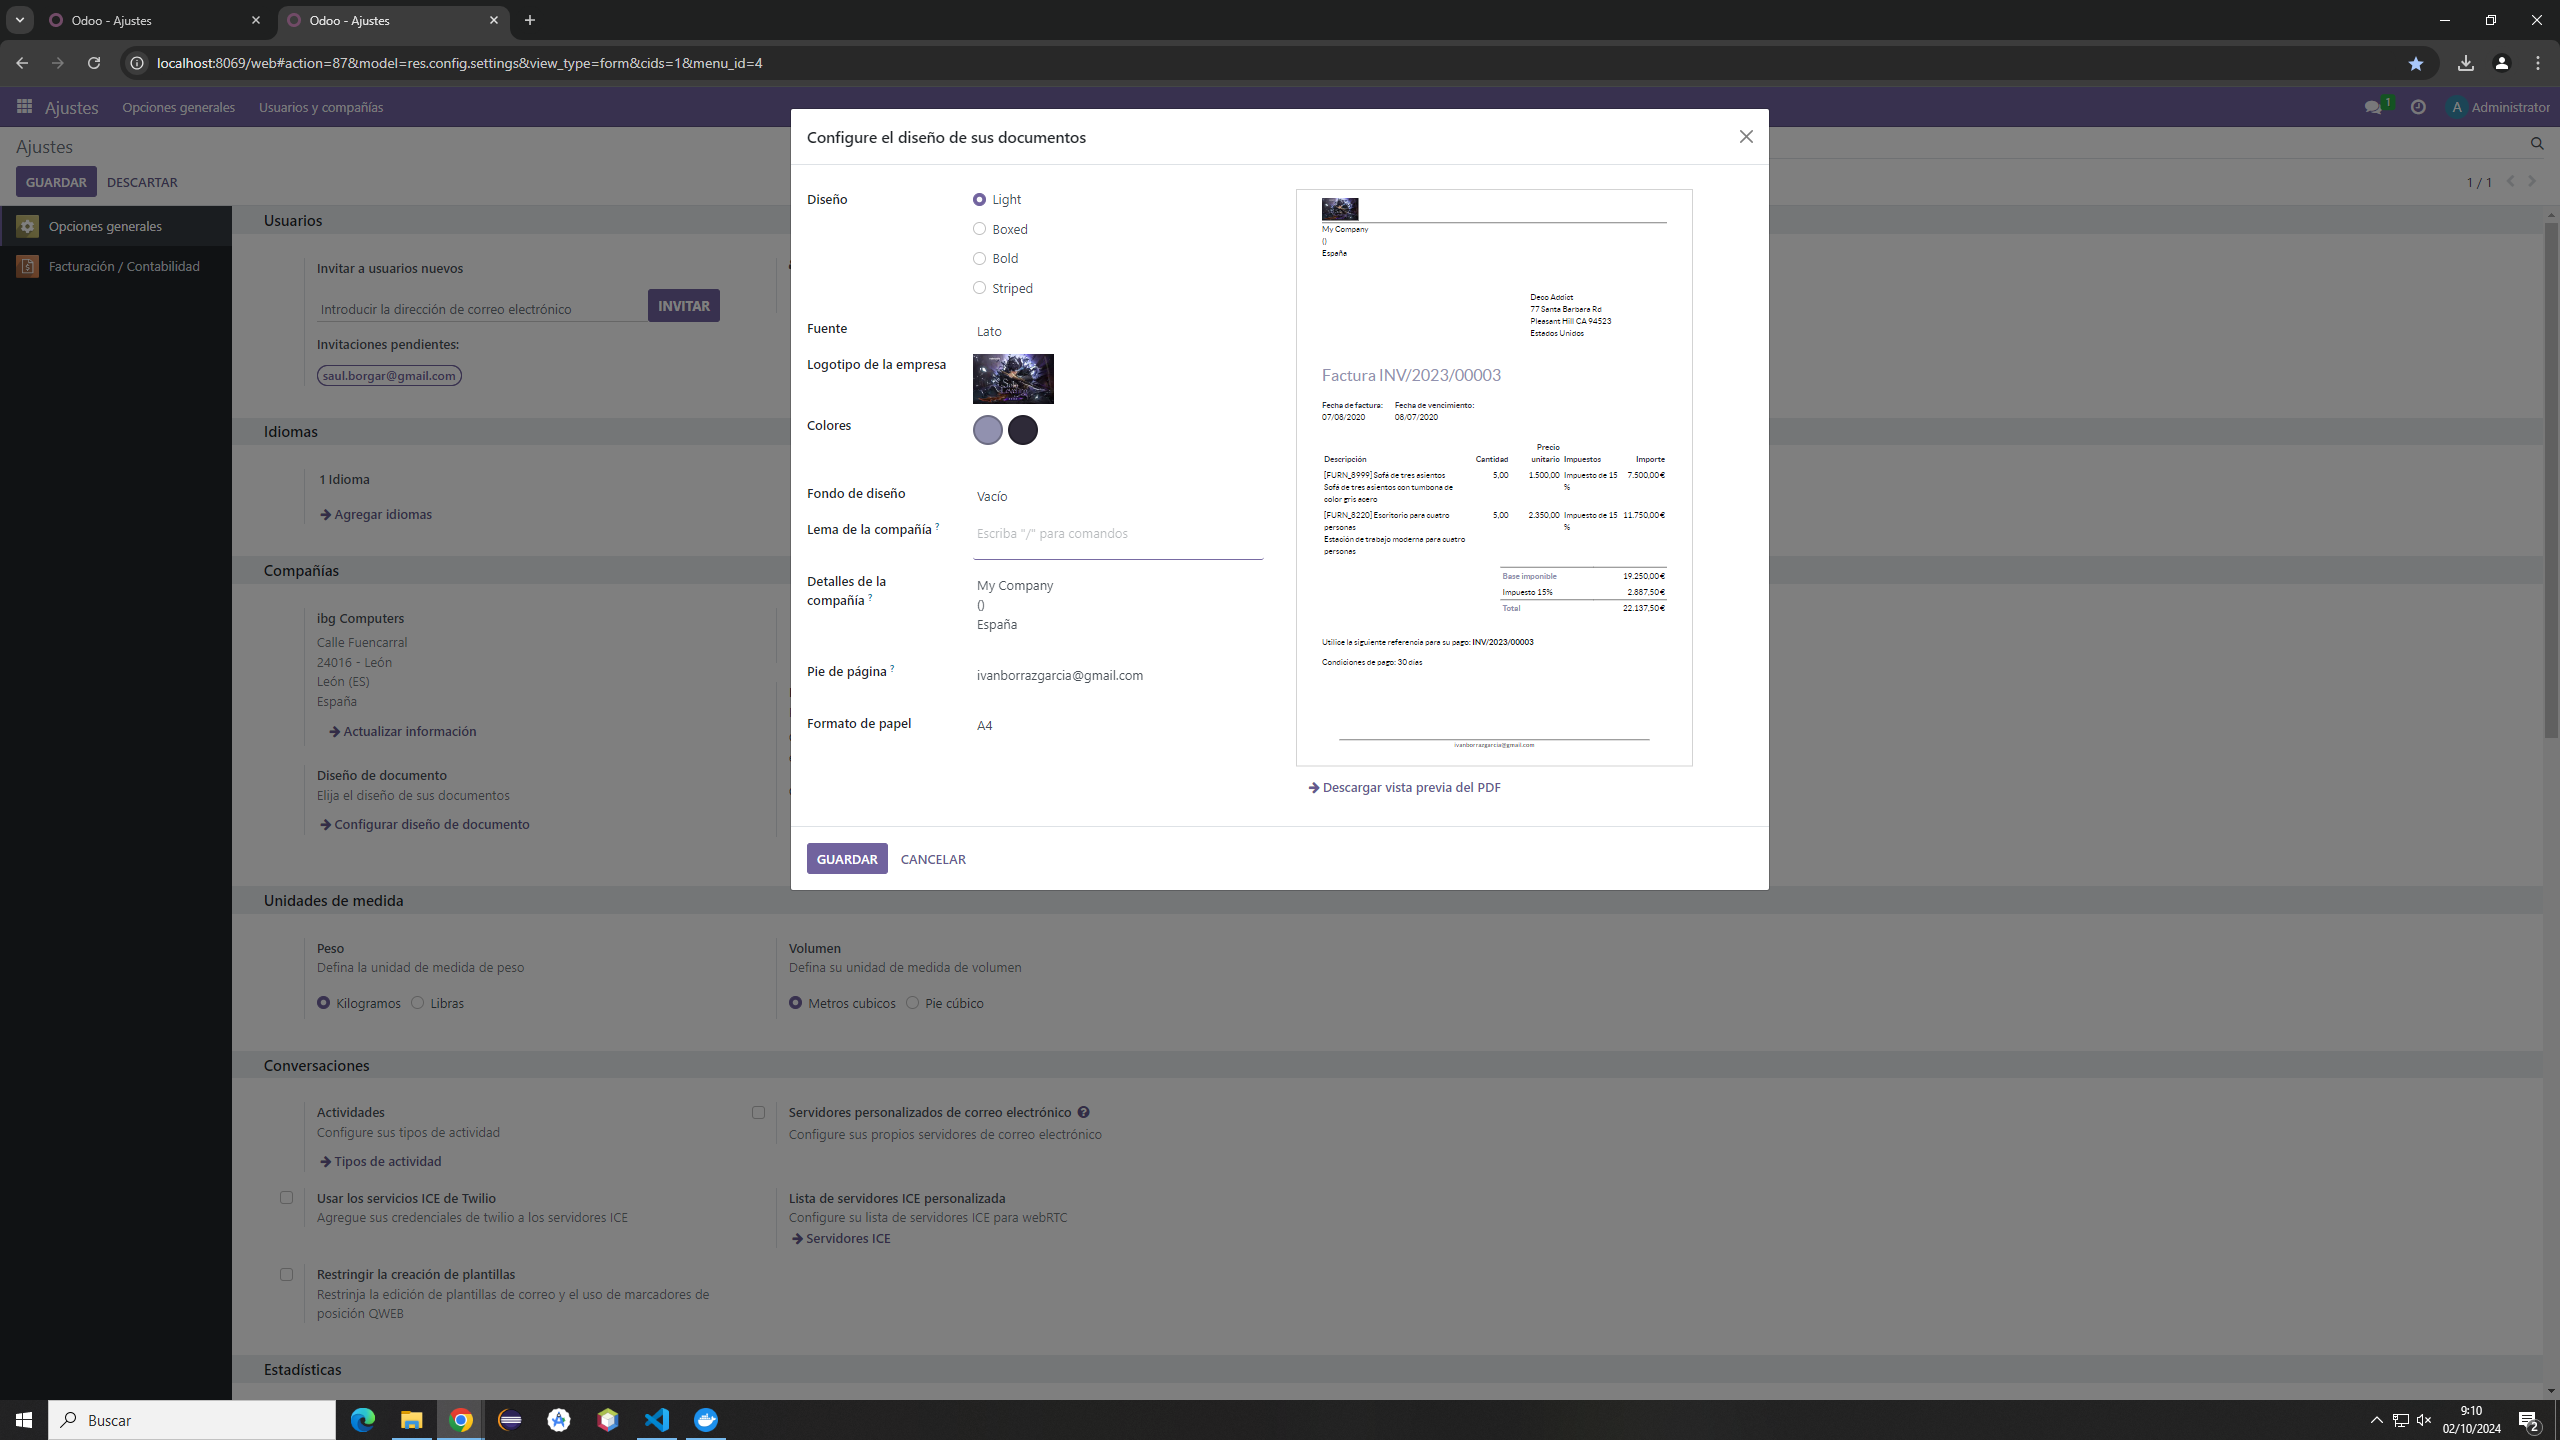 Odoo - Ajustes
Odoo - Ajustes
localhost:8069/web#action=87&model=res.config.settings&view_type=form&cids=1&menu_id=4
Ajustes
Opciones generales
Usuarios y compañías
1
A
Administrator
Ajustes
GUARDAR
DESCARTAR
1 / 1
Opciones generales
Facturación / Contabilidad
Usuarios
Invitar a usuarios nuevos
Introducir la dirección de correo electrónico
INVITAR
Invitaciones pendientes:
saul.borgar@gmail.com
Idiomas
1 Idioma
Agregar idiomas
Compañías
ibg Computers
Calle Fuencarral
24016 - León
León (ES)
España
Actualizar información
Diseño de documento
Elija el diseño de sus documentos
Configurar diseño de documento
Configure el diseño de sus documentos
Diseño
Light
Boxed
Bold
Striped
Fuente
Lato
Logotipo de la empresa
Colores
Fondo de diseño
Vacío
Lema de la compañía ?
Escriba "/" para comandos
Detalles de la
compañía ?
My Company
()
España
Pie de página ?
ivanborrazgarcia@gmail.com
Formato de papel
A4
My Company
()
España
Deco Addict
77 Santa Barbara Rd
Pleasant Hill CA 94523
Estados Unidos
Factura INV/2023/00003
Fecha de factura: Fecha de vencimiento:
07/08/2020 08/07/2020
Precio
Descripción Cantidad unitario Impuestos Importe
[FURN_8999] Sofá de tres asientos 5,00 1.500,00 Impuesto de 15 7.500,00 €
Sofá de tres asientos con tumbona de %
color gris acero
[FURN_8220] Escritorio para cuatro 5,00 2.350,00 Impuesto de 15 11.750,00 €
personas %
Estación de trabajo moderna para cuatro
personas
Base imponible 19.250,00 €
Impuesto 15% 2.887,50 €
Total 22.137,50 €
Utilice la siguiente referencia para su pago: INV/2023/00003
Condiciones de pago: 30 días
ivanborrazgarcia@gmail.com
Descargar vista previa del PDF
GUARDAR
CANCELAR
Unidades de medida
Peso
Defina la unidad de medida de peso
Kilogramos
Libras
Volumen
Defina su unidad de medida de volumen
Metros cubicos
Pie cúbico
Conversaciones
Actividades
Configure sus tipos de actividad
Tipos de actividad
Servidores personalizados de correo electrónico
Configure sus propios servidores de correo electrónico
Usar los servicios ICE de Twilio
Agregue sus credenciales de twilio a los servidores ICE
Lista de servidores ICE personalizada
Configure su lista de servidores ICE para webRTC
Servidores ICE
Restringir la creación de plantillas
Restrinja la edición de plantillas de correo y el uso de marcadores de
posición QWEB
Estadísticas
Buscar
9:10
02/10/2024
2